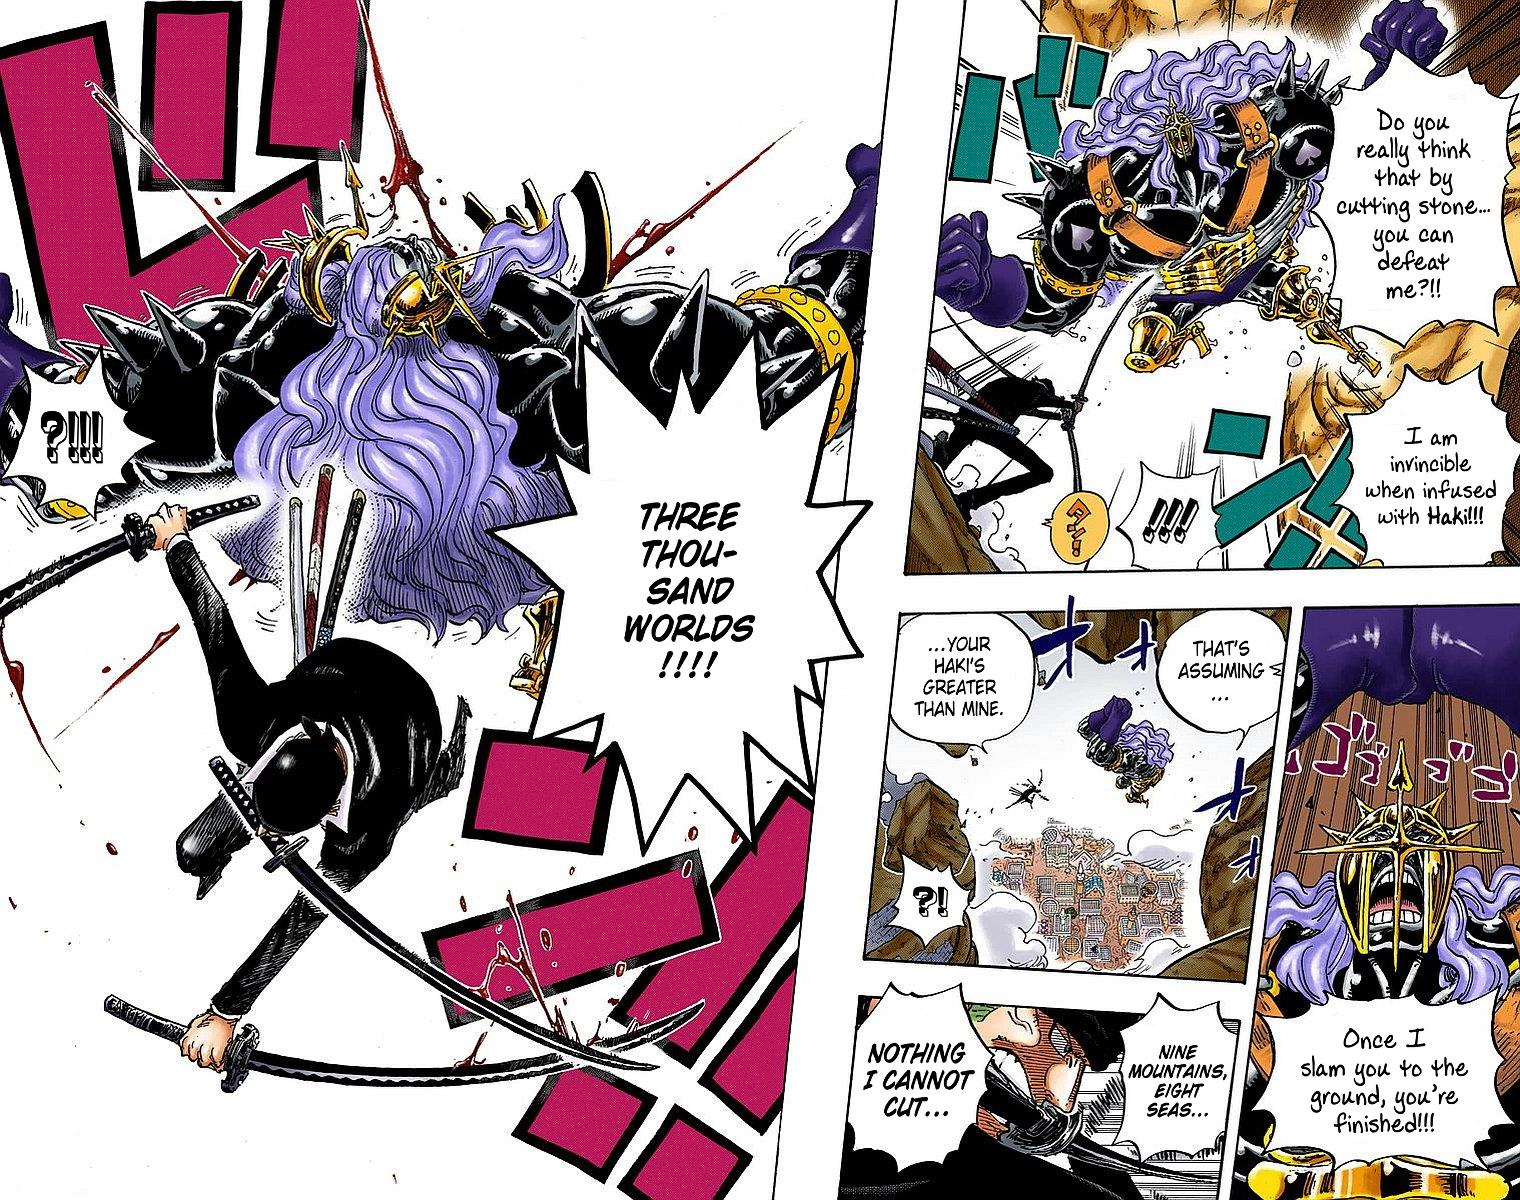 Do you
really think
that by
cutting stone...
you can
defeat
me?!!
I am
invincible
when infused
with Haki!!!
!!!
THAT'S
ASSUMING
...
...YOUR
HAKI'S
GREATER
THAN MINE.
?!
Once I
slam you to the
ground, you're
finished!!!
NINE
MOUNTAINS,
EIGHT
SEAS...
NOTHING
I CANNOT
CUT...
THREE
THOU-
SAND
WORLDS
!!!!
?!!!